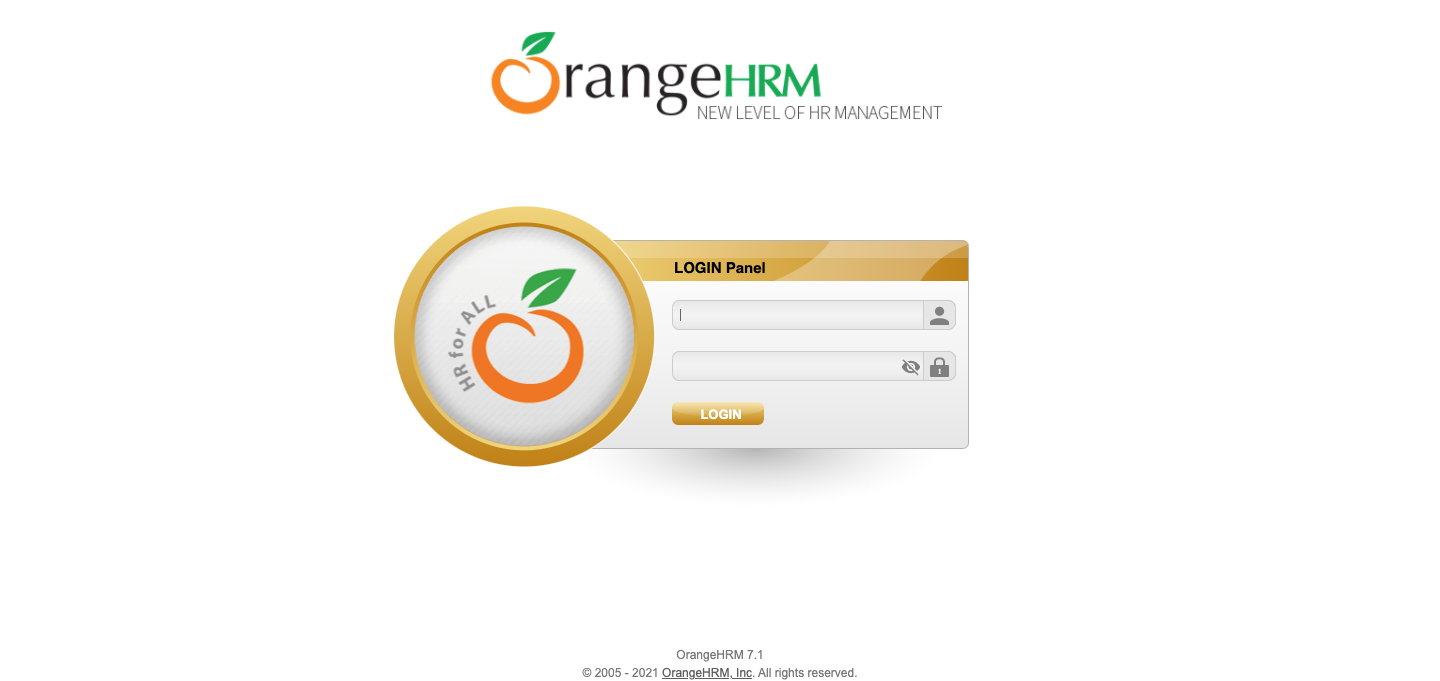 OrangeHRM
NEW LEVEL OF HR MANAGEMENT
LOGIN Panel
HR for ALL
LOGIN
OrangeHRM 7.1
© 2005 - 2021 OrangeHRM, Inc. All rights reserved.